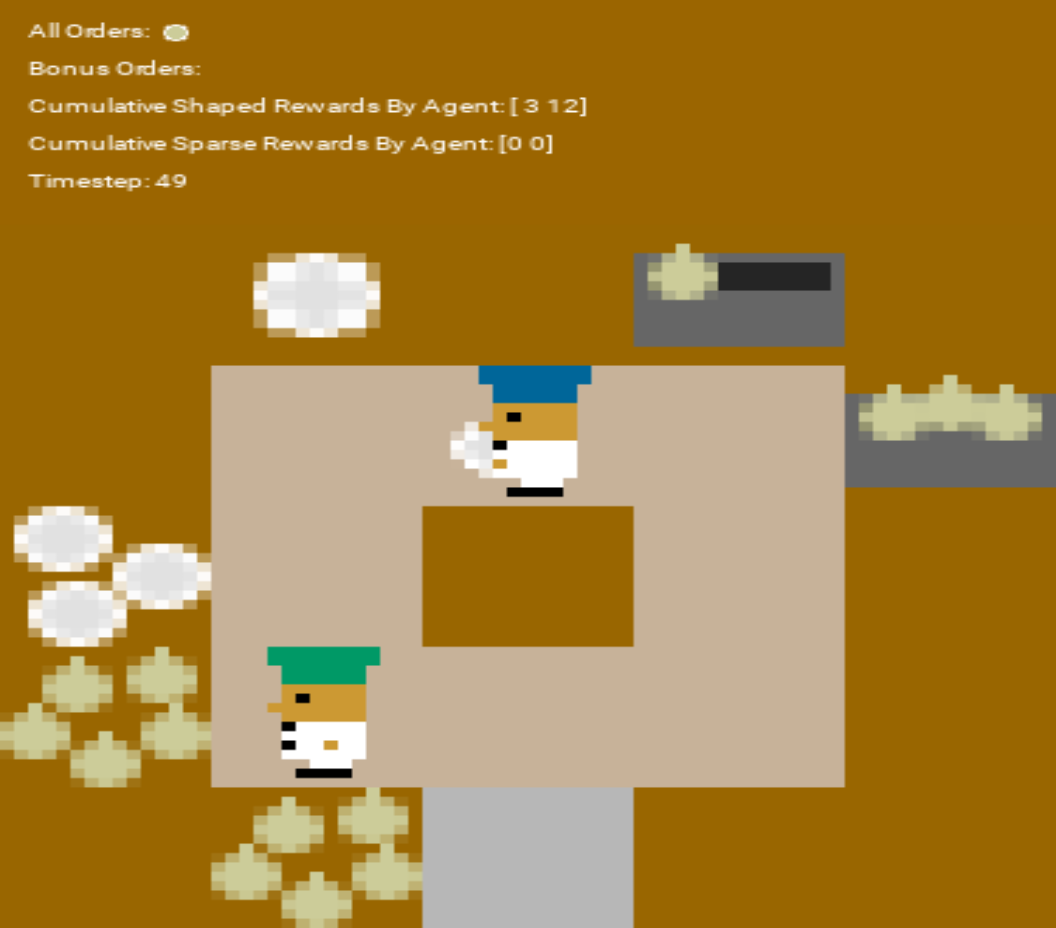 All Orders:
Bonus Orders:
Cumulative Shaped Rewards By Agent: [ 3 12]
Cumulative Sparse Rewards By Agent: [0 0]
Timestep: 49